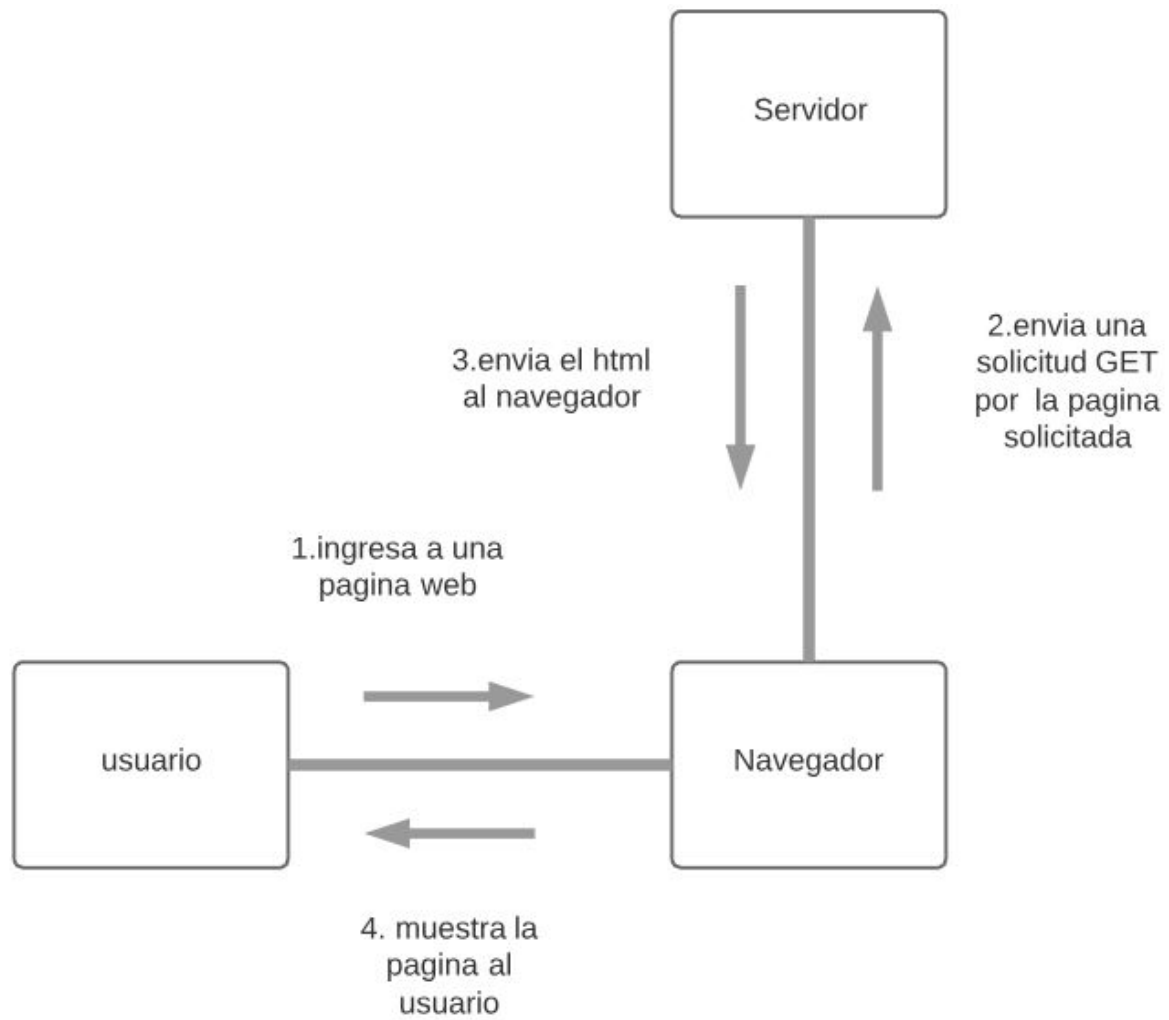 Servidor
3.envia el html
al navegador
2.envia una
solicitud GET
por la pagina
solicitada
1.ingresa a una
pagina web
usuario
Navegador
4. muestra la
pagina al
usuario